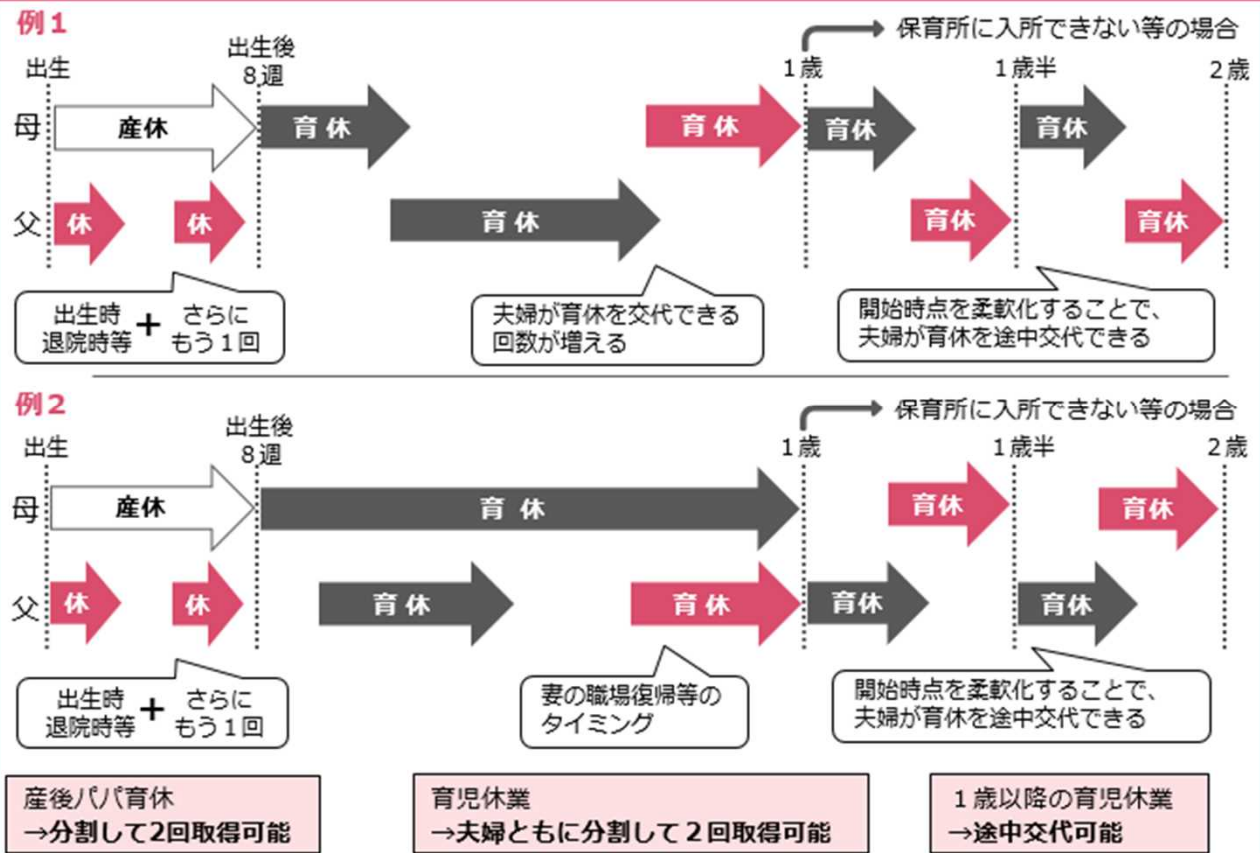 例1
保育所に入所できない等の場合
出生
出生後
8週
1歳
1歳半
2歳
母
産休
育休
育休
育休
育休
父
休
休
育休
育休
育休
出生時
退院時等
+
さらに
もう1回
夫婦が育休を交代できる
回数が増える
開始時点を柔軟化することで、
夫婦が育休を途中交代できる
例2
保育所に入所できない等の場合
出生
出生後
8週
1歳
1歳半
2歳
母
産休
育休
育休
育休
父
休
休
育休
育休
育休
育休
出生時
退院時等
+
さらに
もう1回
妻の職場復帰等の
タイミング
開始時点を柔軟化することで、
夫婦が育休を途中交代できる
産後パパ育休
→分割して2回取得可能
育児休業
→夫婦ともに分割して2回取得可能
1歳以降の育児休業
→途中交代可能